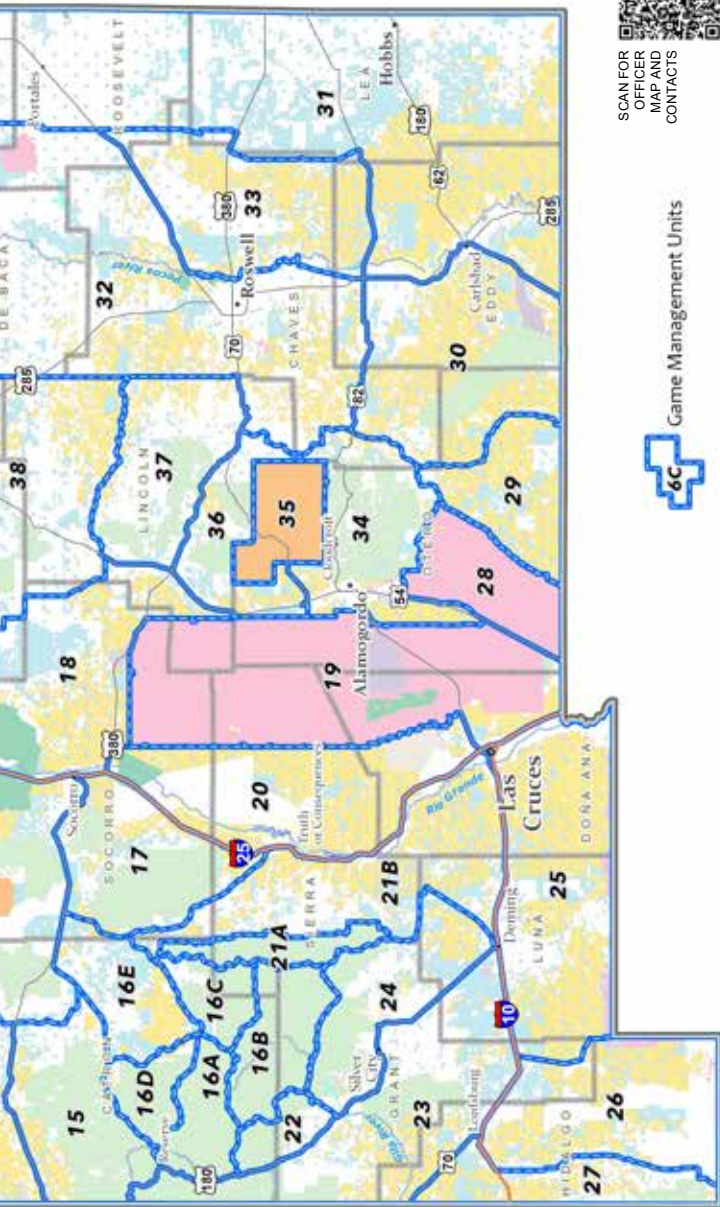 15
38
DE BACA
Portales
CATRON
16E
SOCORRO
Socorro
18
380
285
32
ROOSEVELT
16D
17
LINCOLN
37
Pecos River
Reserve
180
16A
16C
36
70
380
Roswell
33
16B
20
25
CHAVES
22
21A
SIERRA
Truth
or Consequences
19
35
Cloudcroft
31
Silver
City
24
21B
Alamogordo
34
82
LEA
Hobbs
GRANT
Gila River
54
OTERO
180
23
70
Lordsburg
10
Deming
LUNA
25
Rio Grande
Las
Cruces
28
29
30
Carlsbad
EDDY
62
285
HIDALGO
27
26
DOÑA ANA
6C
Game Management Units
SCAN FOR
OFFICER
MAP AND
CONTACTS